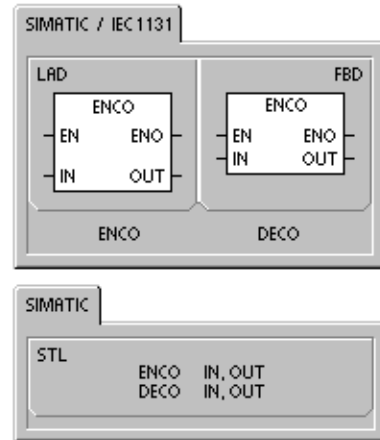 SIMATIC / IEC1131
LAD
FBD
ENCO
EN ENO
IN OUT
ENCO
EN ENO
IN OUT
ENCO DECO
SIMATIC
STL
ENCO IN, OUT
DECO IN, OUT